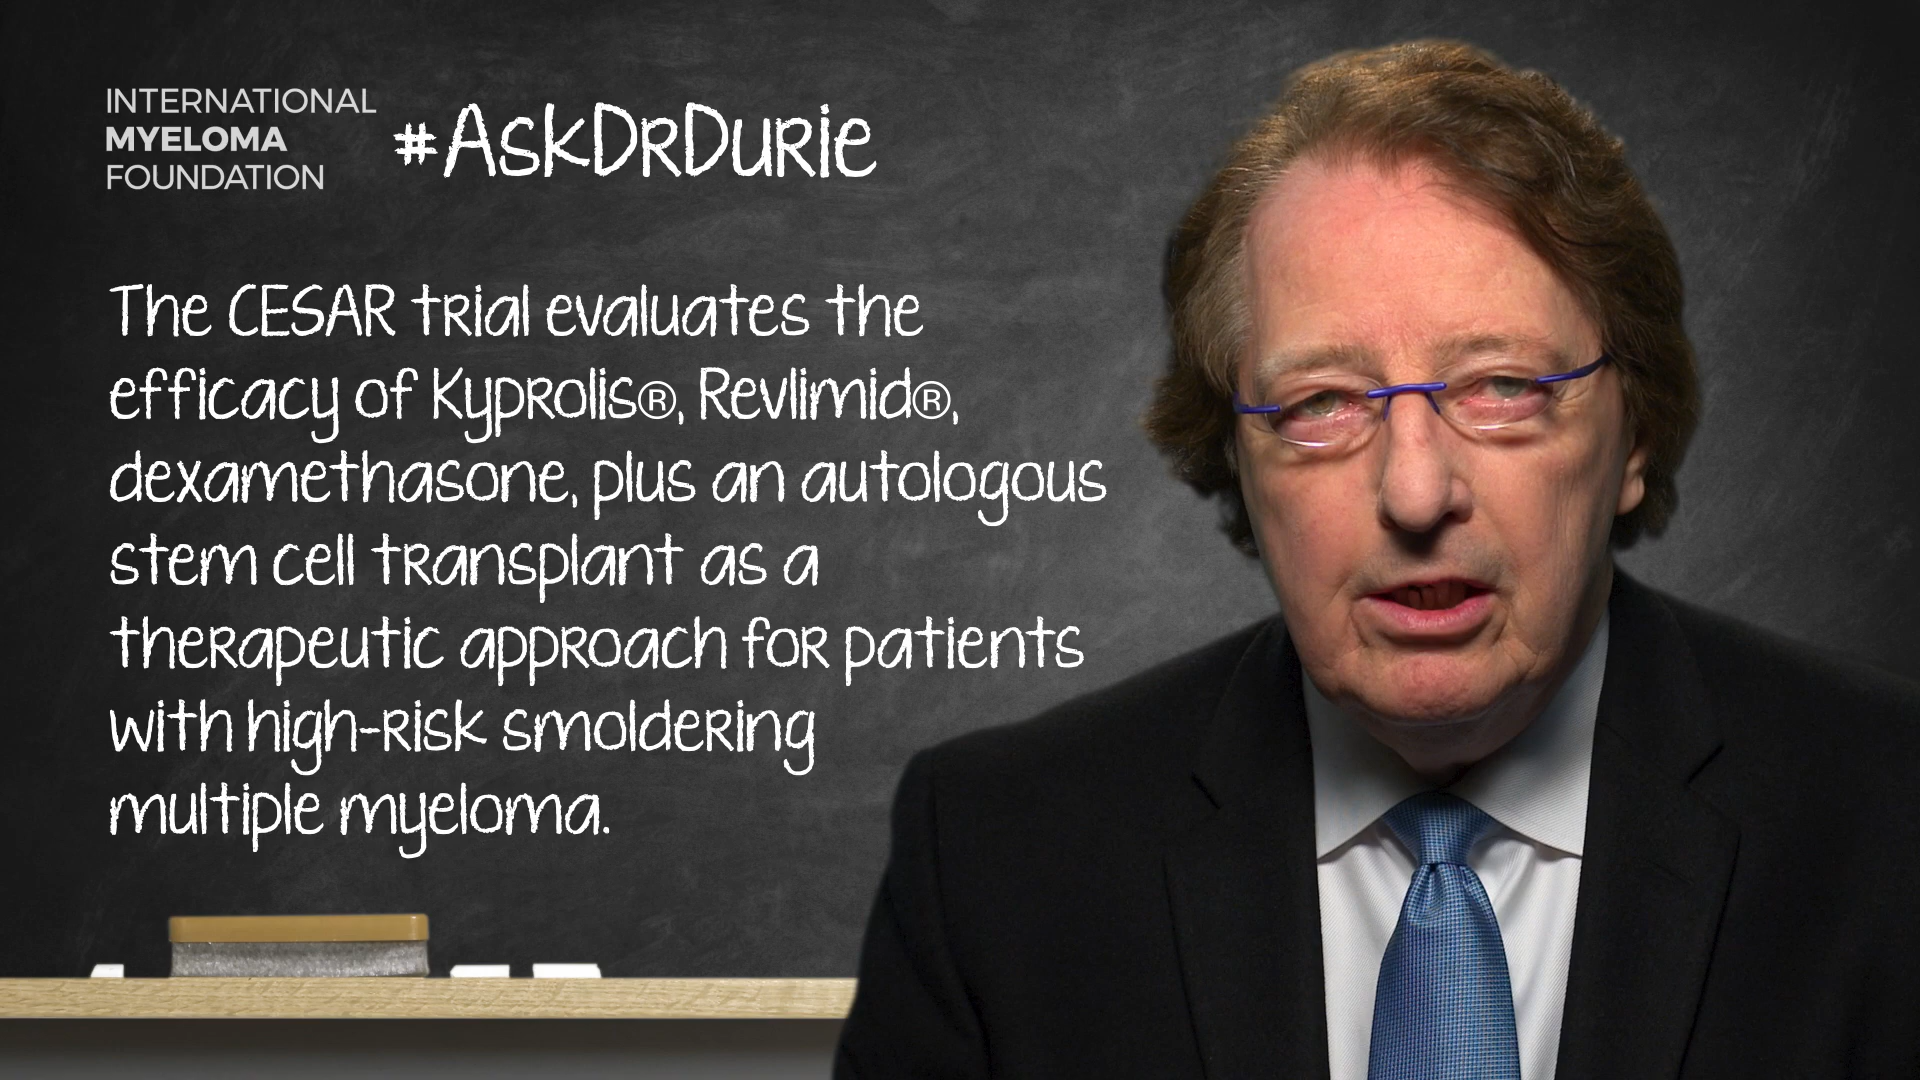 INTERNATIONAL
MYELOMA
FOUNDATION
#AskDrDurie
The CESAR trial evaluates the
efficacy of Kyprolis®, Revlimid®,
dexamethasone, plus an autologous
stem cell transplant as a
therapeutic approach for patients
with high-risk smoldering
multiple myeloma.